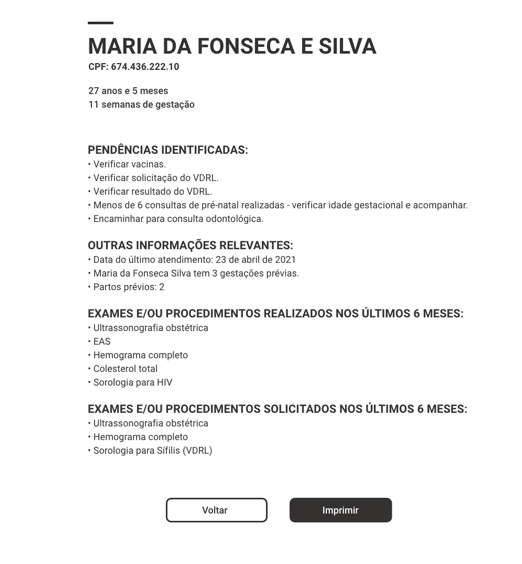 MARIA DA FONSECA E SILVA
CPF: 674.436.222.10
27 anos e 5 meses
11 semanas de gestação
PENDÊNCIAS IDENTIFICADAS:
• Verificar vacinas.
• Verificar solicitação do VDRL.
• Verificar resultado do VDRL.
• Menos de 6 consultas de pré-natal realizadas - verificar idade gestacional e acompanhar.
• Encaminhar para consulta odontológica.
OUTRAS INFORMAÇÕES RELEVANTES:
• Data do último atendimento: 23 de abril de 2021
• Maria da Fonseca Silva tem 3 gestações prévias.
• Partos prévios: 2
EXAMES E/OU PROCEDIMENTOS REALIZADOS NOS ÚLTIMOS 6 MESES:
• Ultrassonografia obstétrica
• EAS
• Hemograma completo
• Colesterol total
• Sorologia para HIV
EXAMES E/OU PROCEDIMENTOS SOLICITADOS NOS ÚLTIMOS 6 MESES:
• Ultrassonografia obstétrica
• Hemograma completo
• Sorologia para Sífilis (VDRL)
Voltar
Imprimir